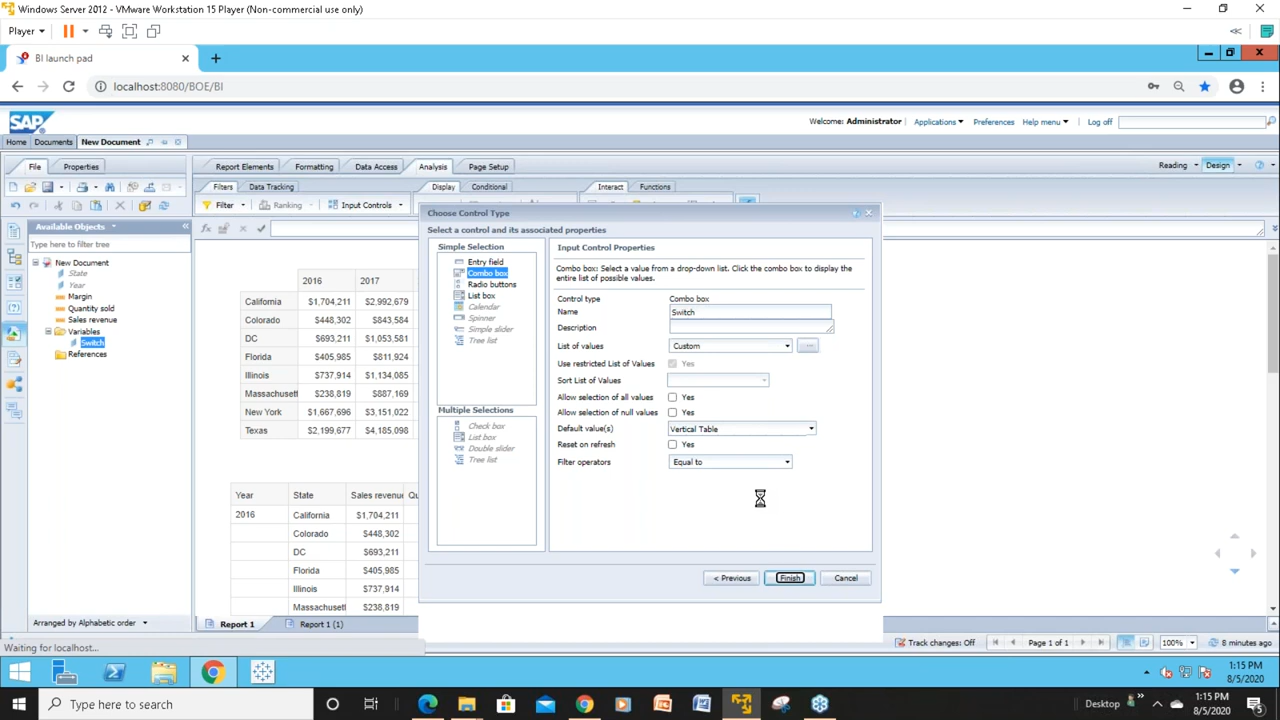 Windows Server 2012 - VMware Workstation 15 Player (Non-commercial use only)
Player
BI launch pad
localhost:8080/BOE/BI
SAP
Welcome: Administrator Applications Preferences Help menu Log off
Home Documents New Document
File Properties Report Elements Formatting Data Access Analysis Page Setup Reading Design
Filters Data Tracking Display Conditional Interact Functions
Filter Ranking Input Controls
Available Objects
Type here to filter tree
New Document
State
Year
Margin
Quantity sold
Sales revenue
Variables
Switch
References
Arranged by Alphabetic order
2016 2017
California $1,704,211 $2,992,679
Colorado $448,302 $843,584
DC $693,211 $1,053,581
Florida $405,985 $811,924
Illinois $737,914 $1,134,085
Massachuset $238,819 $887,169
New York $1,667,696 $3,151,022
Texas $2,199,677 $4,185,098
Year State Sales revenu Qu
2016 California $1,704,211
Colorado $448,302
DC $693,211
Florida $405,985
Illinois $737,914
Massachuset $238,819
Choose Control Type
Select a control and its associated properties
Simple Selection
Entry field
Combo box
Radio buttons
List box
Calendar
Spinner
Simple slider
Tree list
Multiple Selections
Check box
List box
Double slider
Tree list
Input Control Properties
Combo box: Select a value from a drop-down list. Click the combo box to display the
entire list of possible values.
Control type Combo box
Name Switch
Description
List of values Custom ...
Use restricted List of Values Yes
Sort List of Values
Allow selection of all values Yes
Allow selection of null values Yes
Default value(s) Vertical Table
Reset on refresh Yes
Filter operators Equal to
< Previous Finish Cancel
Report 1 Report 1 (1)
Track changes: Off Page 1 of 1 100% 8 minutes ago
Waiting for localhost...
1:15 PM
8/5/2020
Type here to search
Desktop
1:15 PM
8/5/2020